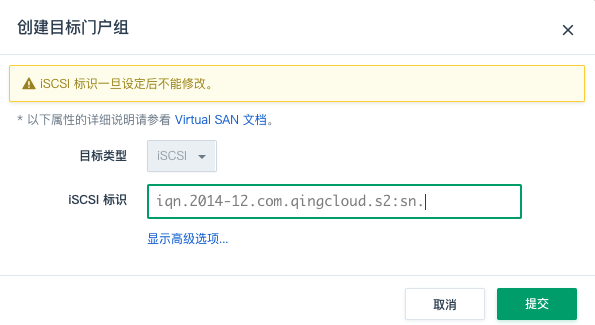 创建目标门户组
iSCSI 标识一旦设定后不能修改。
* 以下属性的详细说明请参看 Virtual SAN 文档。
目标类型 iSCSI
iSCSI 标识 iqn.2014-12.com.qingcloud.s2:sn.
显示高级选项...
取消 提交